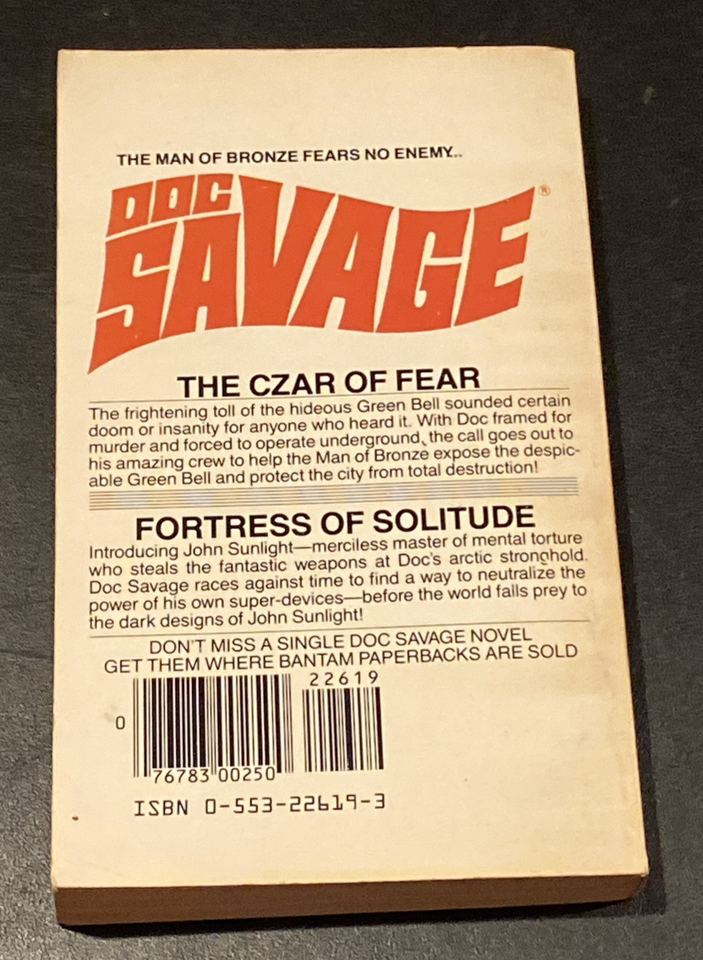 THE MAN OF BRONZE FEARS NO ENEMY...
DOC
SAVAGE®
THE CZAR OF FEAR
The frightening toll of the hideous Green Bell sounded certain
doom or insanity for anyone who heard it. With Doc framed for
murder and forced to operate underground, the call goes out to
his amazing crew to help the Man of Bronze expose the despic-
able Green Bell and protect the city from total destruction!
FORTRESS OF SOLITUDE
Introducing John Sunlight—merciless master of mental torture
who steals the fantastic weapons at Doc's arctic stronghold.
Doc Savage races against time to find a way to neutralize the
power of his own super-devices—before the world falls prey to
the dark designs of John Sunlight!
DON'T MISS A SINGLE DOC SAVAGE NOVEL
GET THEM WHERE BANTAM PAPERBACKS ARE SOLD
22619
0
76783 00250
ISBN 0-553-22619-3